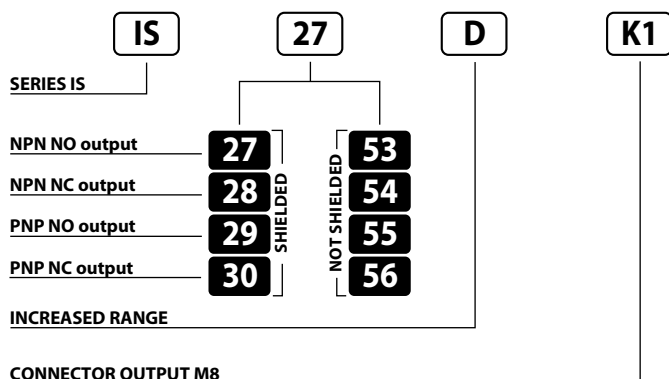 IS 27 D K1
SERIES IS
NPN NO output 27 53
NPN NC output 28 54
PNP NO output 29 55
PNP NC output 30 56
SHIELDED
NOT SHIELDED
INCREASED RANGE
CONNECTOR OUTPUT M8